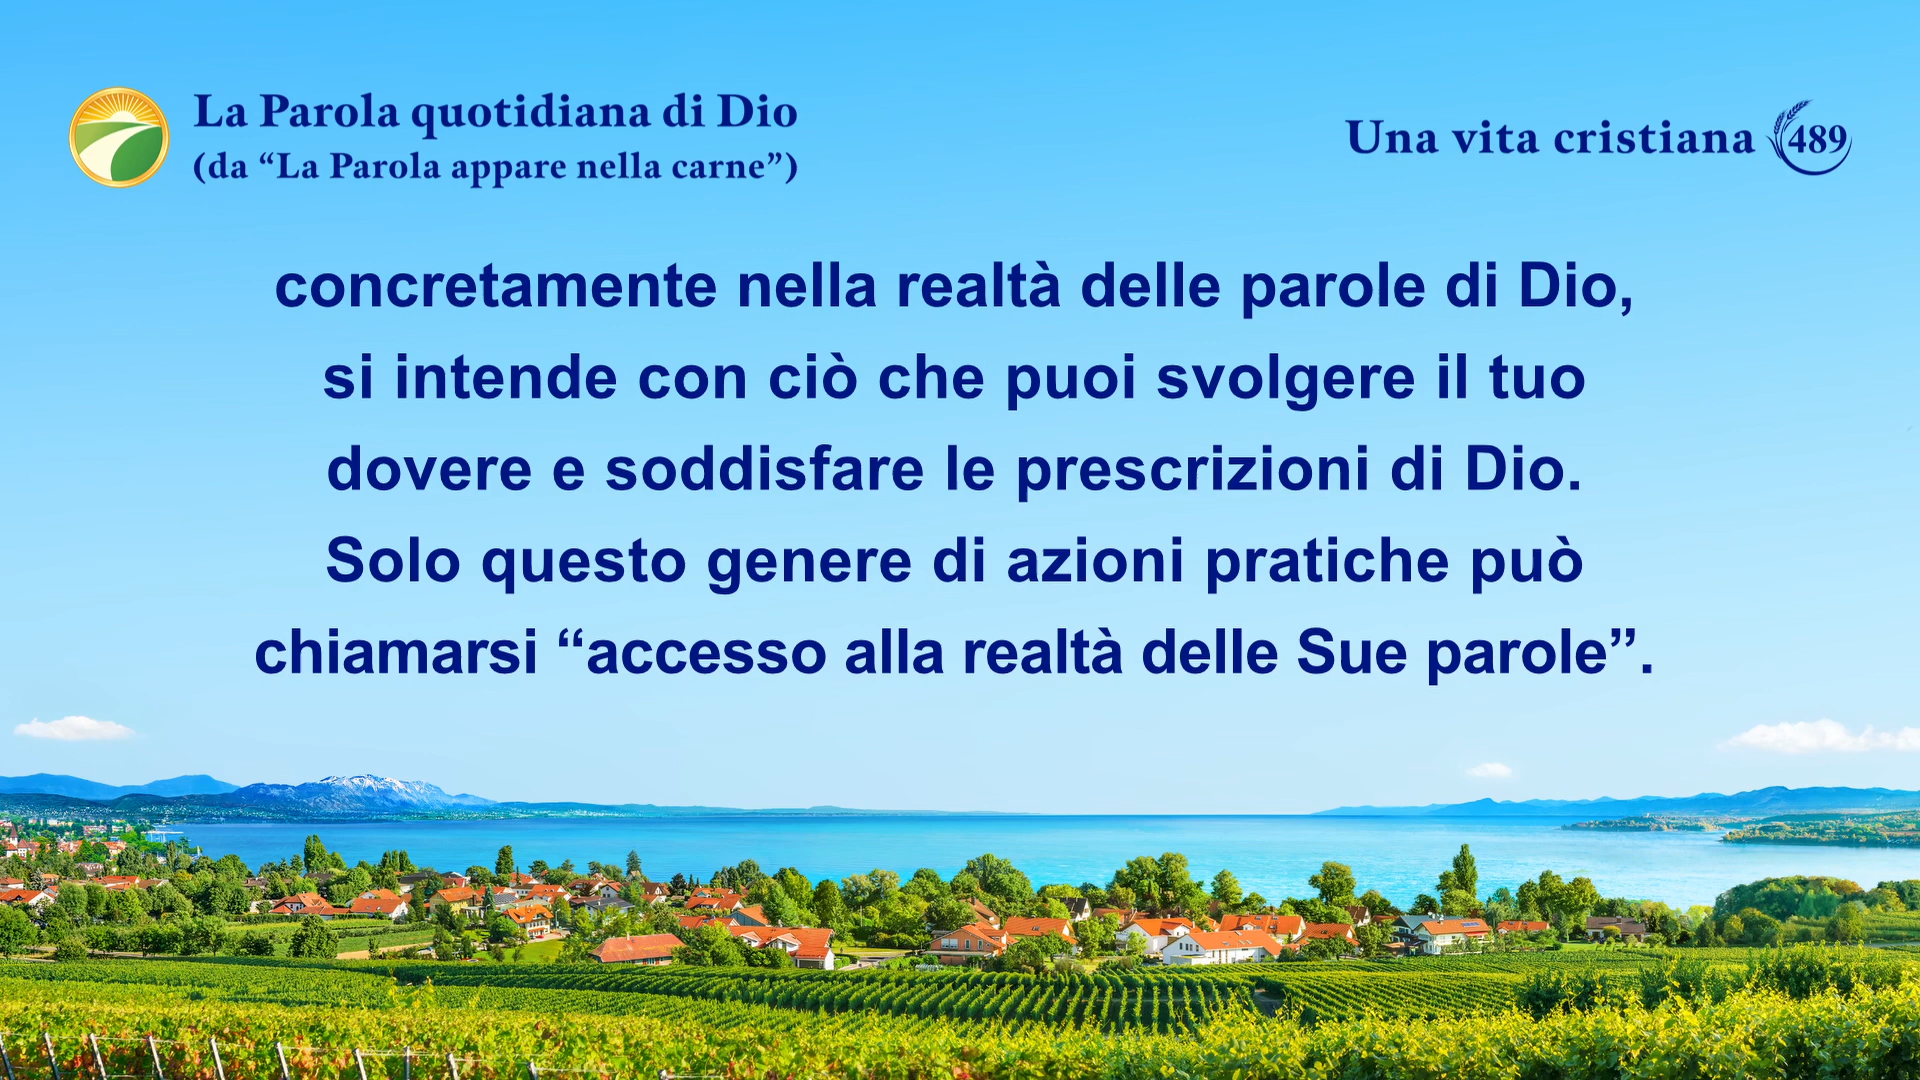 La Parola quotidiana di Dio
(da “La Parola appare nella carne”)
Una vita cristiana 489
concretamente nella realtà delle parole di Dio,
si intende con ciò che puoi svolgere il tuo
dovere e soddisfare le prescrizioni di Dio.
Solo questo genere di azioni pratiche può
chiamarsi “accesso alla realtà delle Sue parole”.